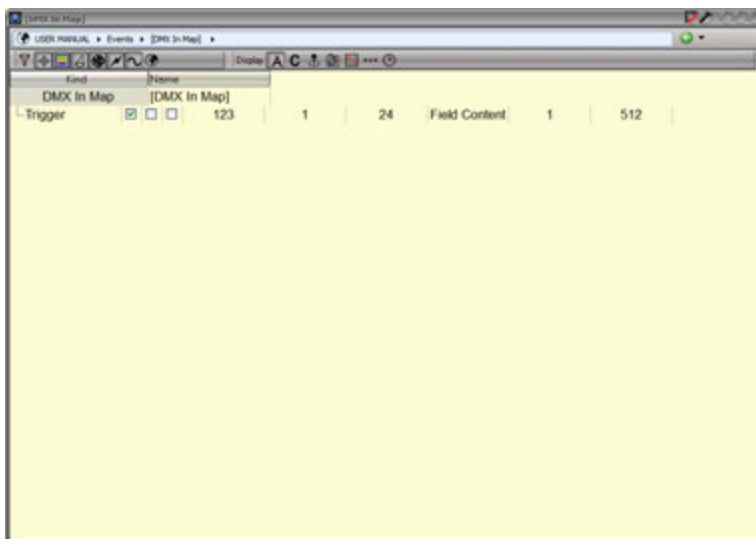 [DMX In Map]
USER MANUAL ▸ Events ▸ [DMX In Map] ▸
Display A C
Find Name
DMX In Map [DMX In Map]
Trigger 123 1 24 Field Content 1 512